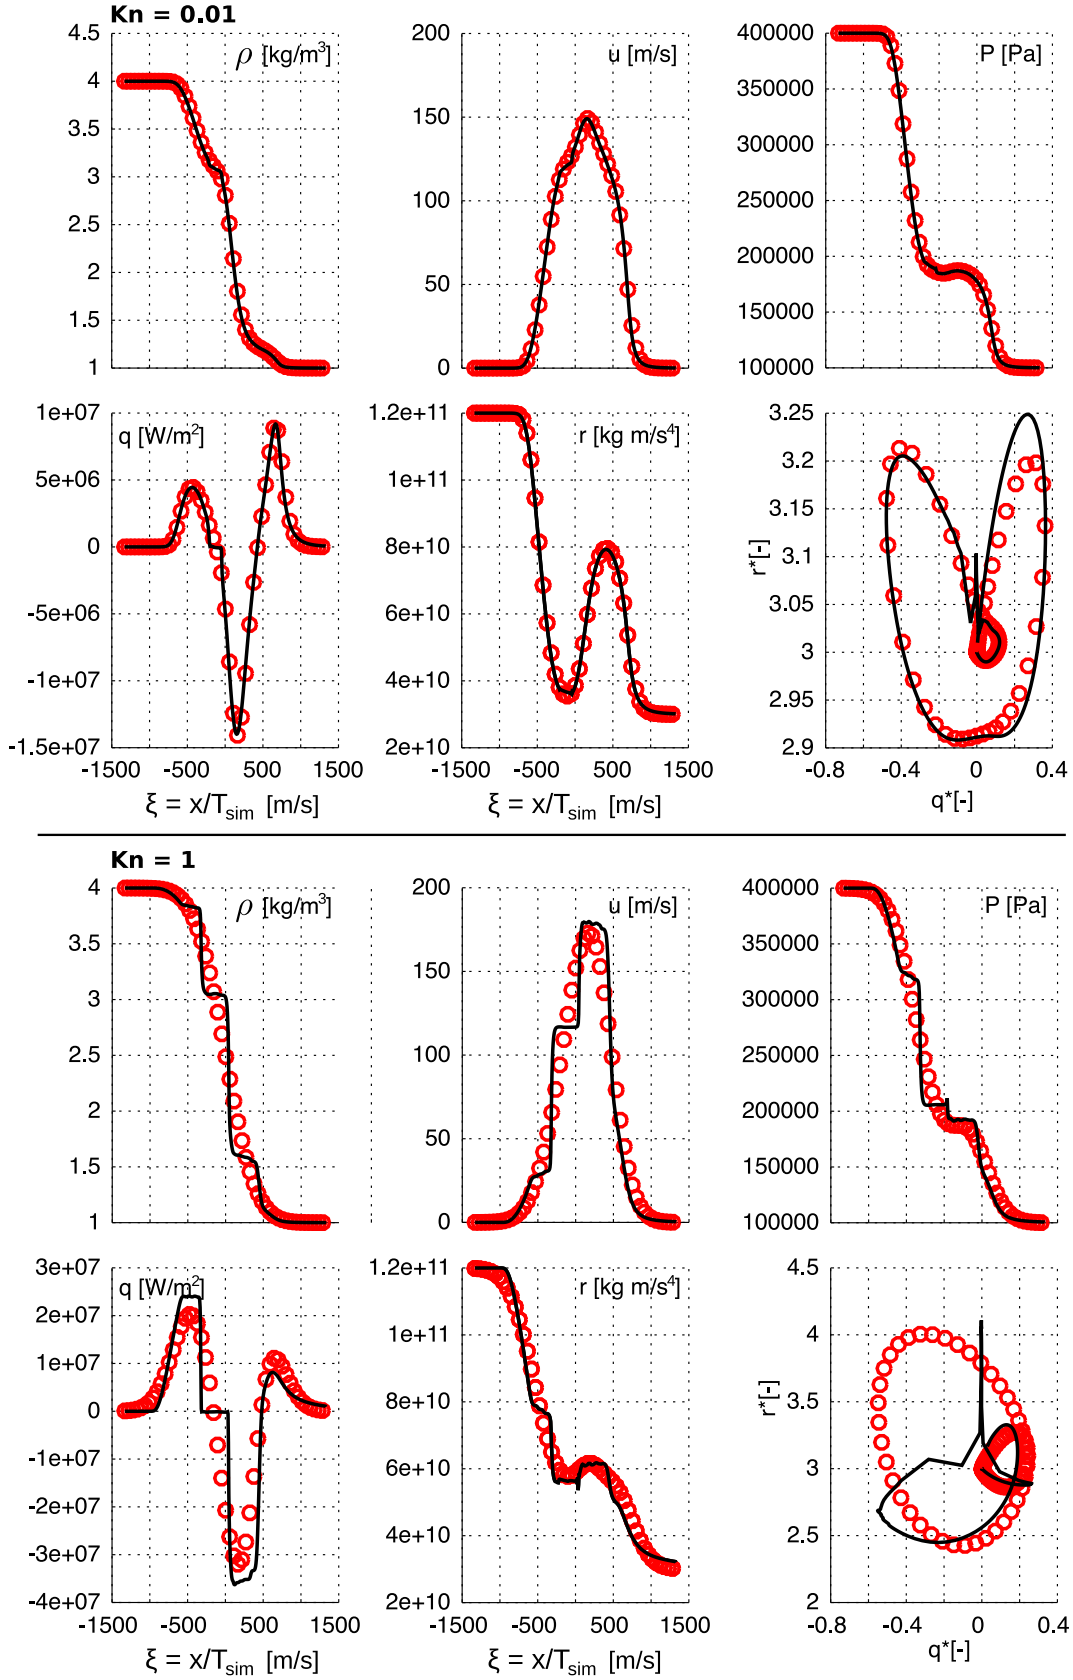 Kn = 0.01
ρ [kg/m³]
4.5
4
3.5
3
2.5
2
1.5
1
u [m/s]
200
150
100
50
0
P [Pa]
400000
350000
300000
250000
200000
150000
100000
q [W/m²]
1e+07
5e+06
0
-5e+06
-1e+07
-1.5e+07
-1500 -500 500 1500
ξ = x/Tsim [m/s]
r [kg m/s⁴]
1.2e+11
1e+11
8e+10
6e+10
4e+10
2e+10
-1500 -500 500 1500
ξ = x/Tsim [m/s]
r*[-]
3.25
3.2
3.15
3.1
3.05
3
2.95
2.9
-0.8 -0.4 0 0.4
q*[-]
Kn = 1
ρ [kg/m³]
4
3.5
3
2.5
2
1.5
1
u [m/s]
200
150
100
50
0
P [Pa]
400000
350000
300000
250000
200000
150000
100000
q [W/m²]
3e+07
2e+07
1e+07
0
-1e+07
-2e+07
-3e+07
-4e+07
-1500 -500 500 1500
ξ = x/Tsim [m/s]
r [kg m/s⁴]
1.2e+11
1e+11
8e+10
6e+10
4e+10
2e+10
-1500 -500 500 1500
ξ = x/Tsim [m/s]
r*[-]
4.5
4
3.5
3
2.5
2
-0.8 -0.4 0 0.4
q*[-]